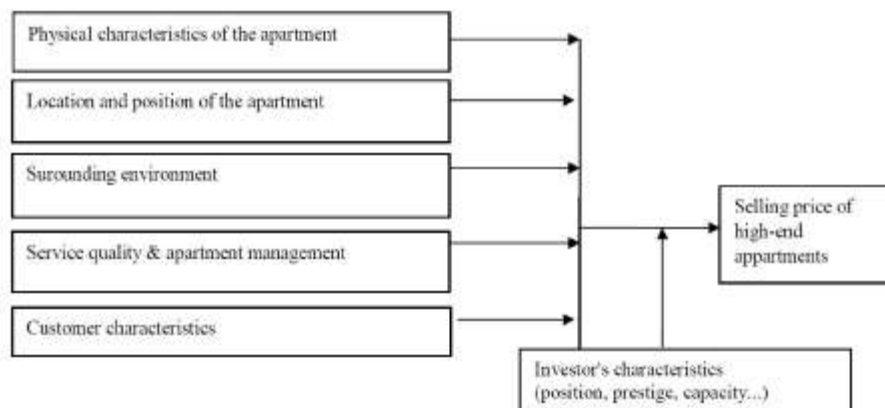 Physical characteristics of the apartment
Location and position of the apartment
Surounding environment
Service quality & apartment management
Customer characteristics
Selling price of
high-end
appartments
Investor's characteristics
(position, prestige, capacity...)